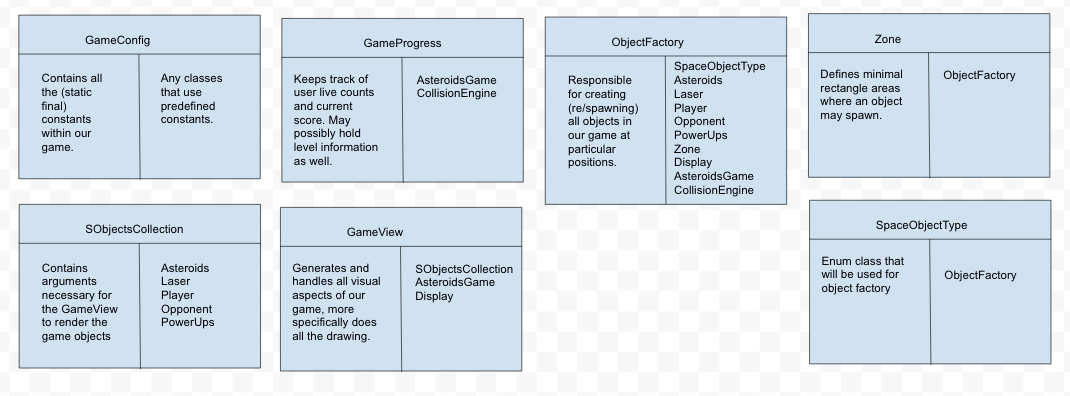 GameConfig
Contains all
the (static
final)
constants
within our
game.
Any classes
that use
predefined
constants.
GameProgress
Keeps track of
user live counts
and current
score. May
possibly hold
level information
as well.
AsteroidsGame
CollisionEngine
ObjectFactory
Responsible
for creating
(re/spawning)
all objects in
our game at
particular
positions.
SpaceObjectType
Asteroids
Laser
Player
Opponent
PowerUps
Zone
Display
AsteroidsGame
CollisionEngine
Zone
Defines minimal
rectangle areas
where an object
may spawn.
ObjectFactory
SObjectsCollection
Contains
arguments
necessary for
the GameView
to render the
game objects
Asteroids
Laser
Player
Opponent
PowerUps
GameView
Generates and
handles all visual
aspects of our
game, more
specifically does
all the drawing.
SObjectsCollection
AsteroidsGame
Display
SpaceObjectType
Enum class that
will be used for
object factory
ObjectFactory